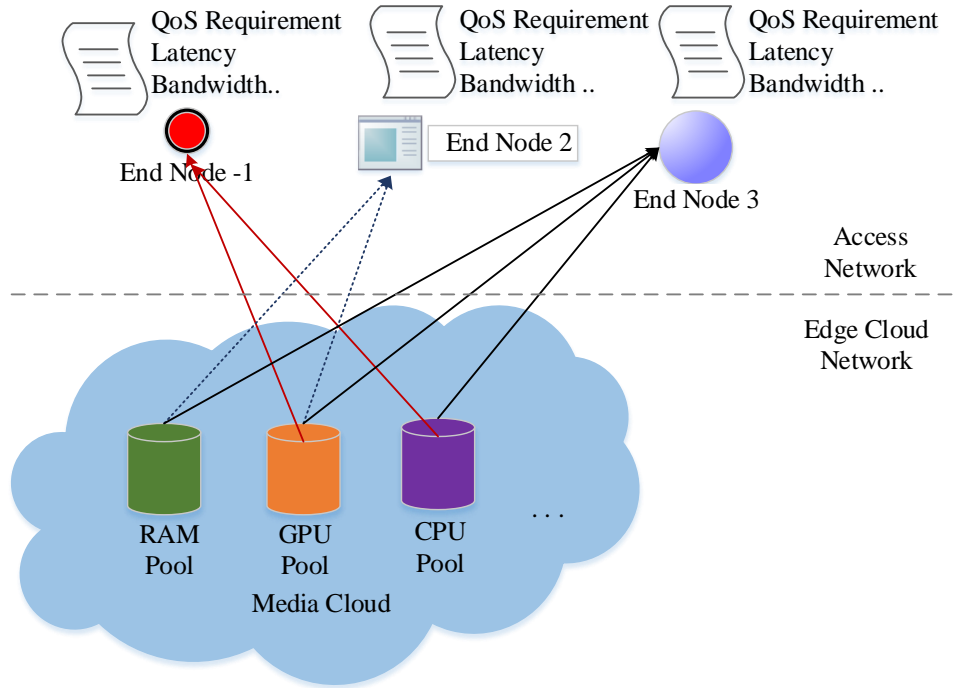 QoS Requirement
Latency
Bandwidth..
QoS Requirement
Latency
Bandwidth ..
QoS Requirement
Latency
Bandwidth ..
End Node -1
End Node 2
End Node 3
Access
Network
Edge Cloud
Network
RAM
Pool
GPU
Pool
CPU
Pool
. . .
Media Cloud